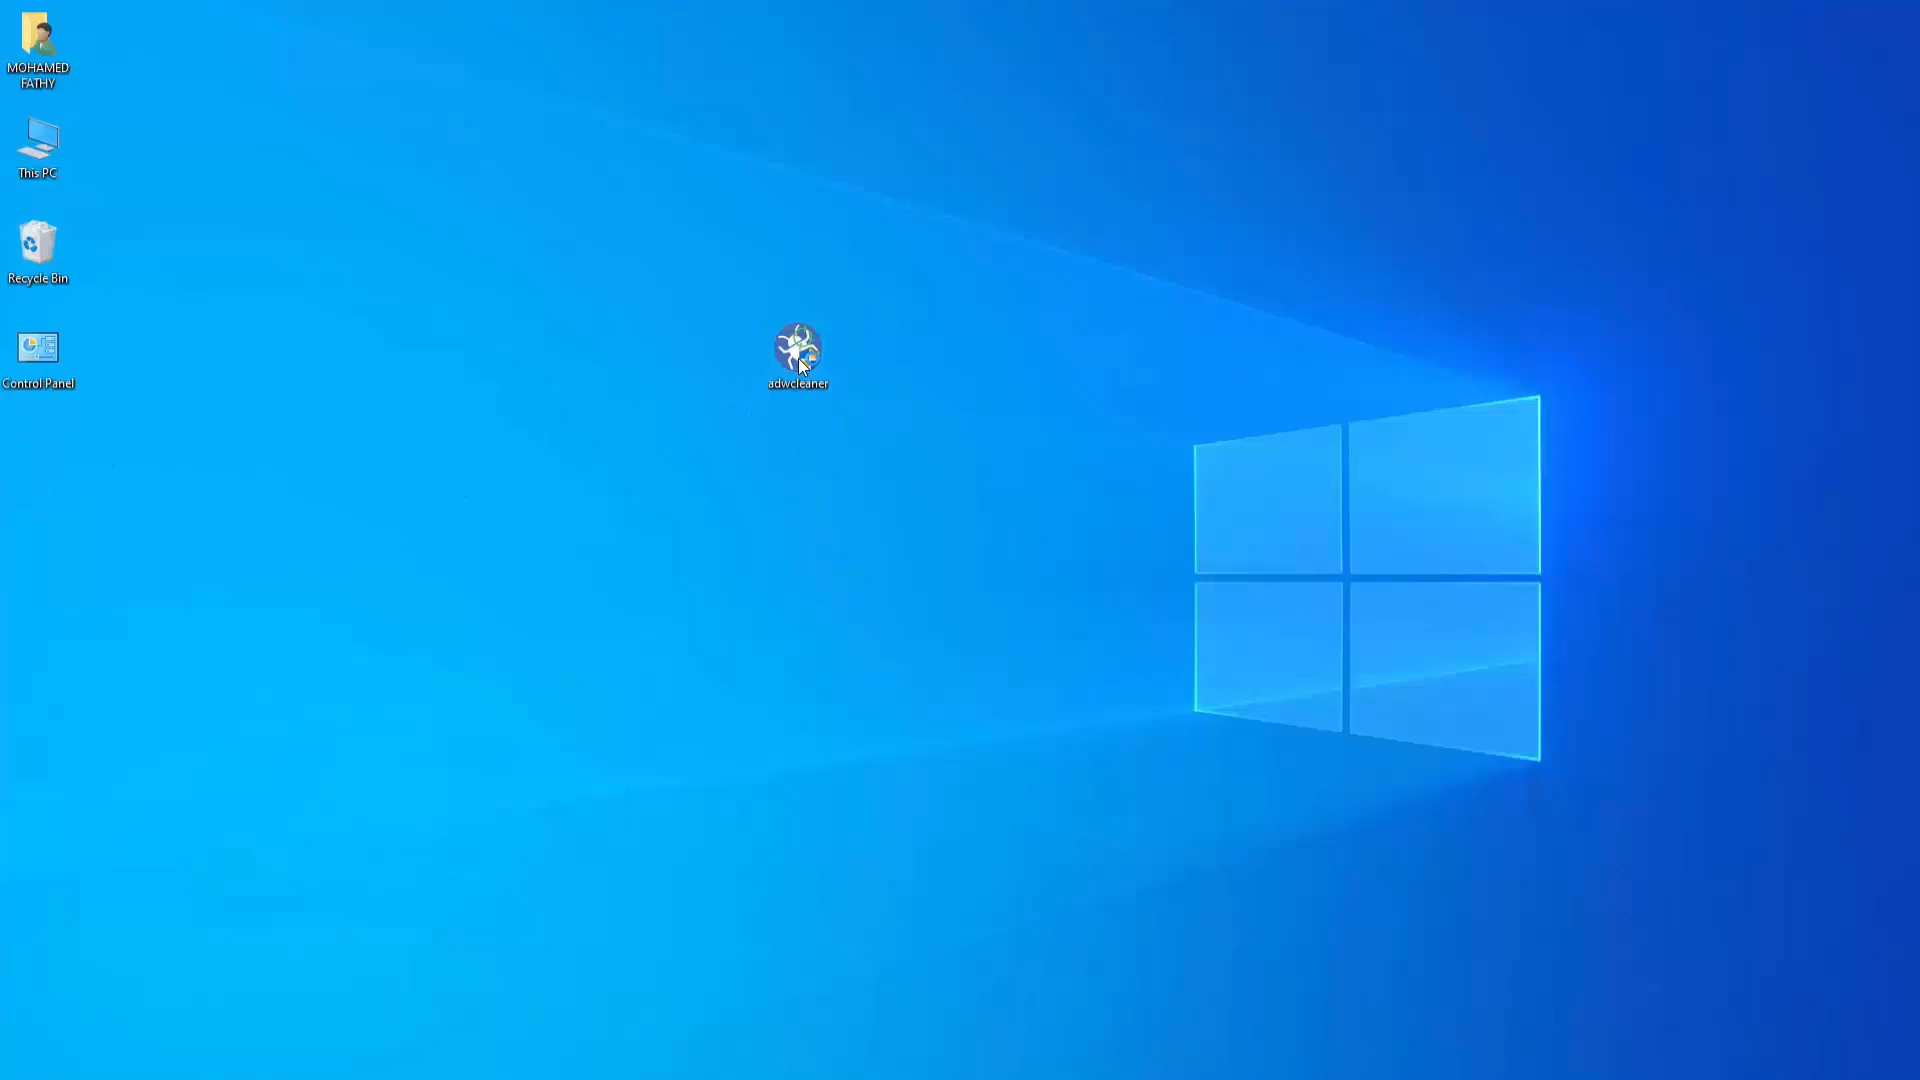 MOHAMED
FATHY
This PC
Recycle Bin
Control Panel
adwcleaner